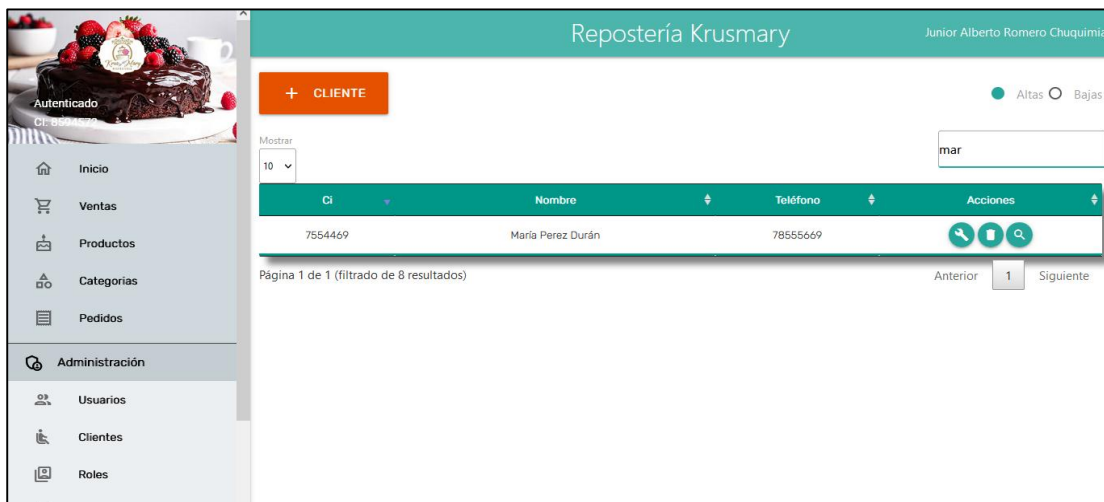 Repostería Krusmary
Junior Alberto Romero Chuquimia
Autenticado
+ CLIENTE
Altas Bajas
Mostrar
10
mar
Ci Nombre Teléfono Acciones
7554469 María Perez Durán 78555669
Página 1 de 1 (filtrado de 8 resultados)
Anterior 1 Siguiente
Inicio
Ventas
Productos
Categorias
Pedidos
Administración
Usuarios
Clientes
Roles